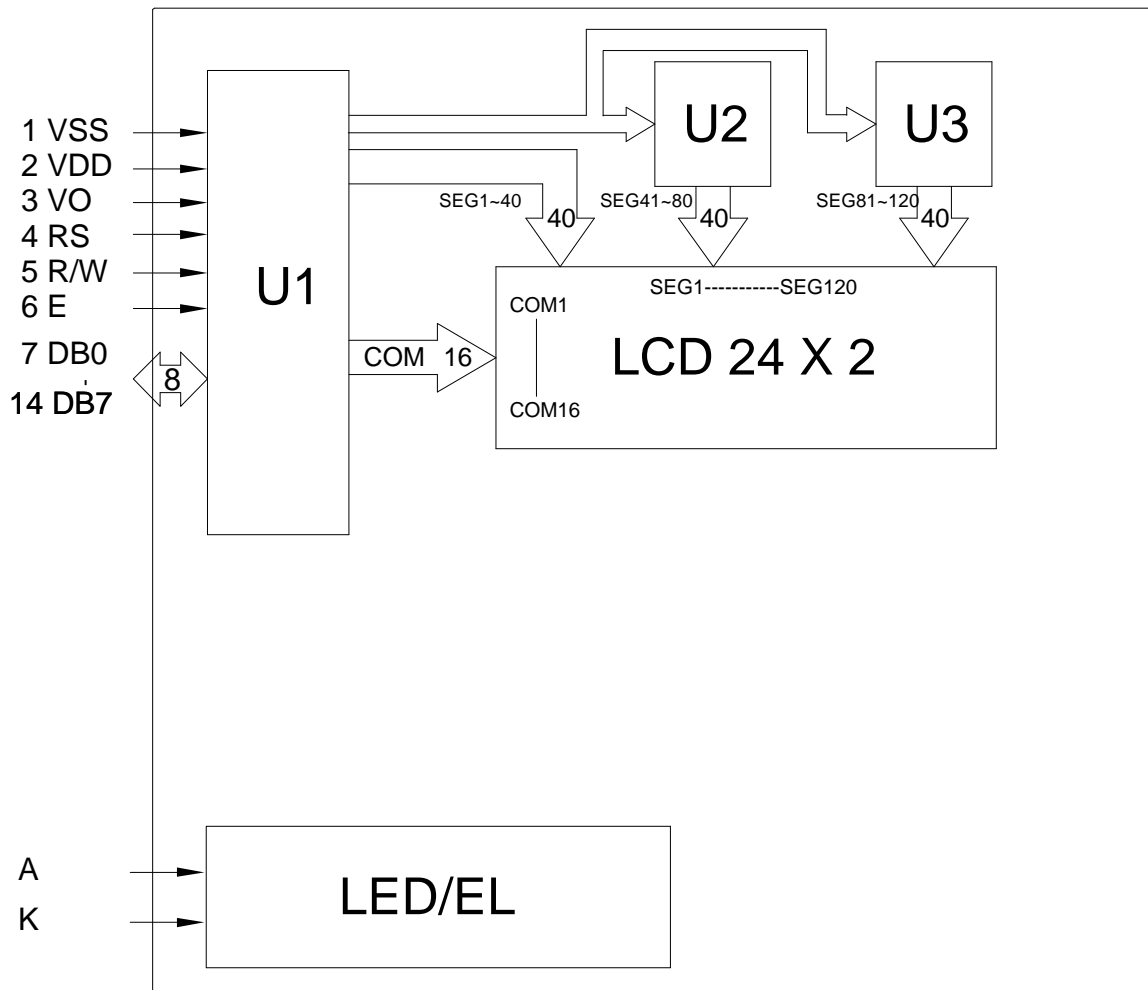 1 VSS
2 VDD
3 VO
4 RS
5 R/W
6 E
7 DB0
14 DB7
8
U1
U2
U3
SEG1~40
40
SEG41~80
40
SEG81~120
40
SEG1-----------SEG120
COM1
COM16
LCD 24 X 2
COM 16
A
K
LED/EL